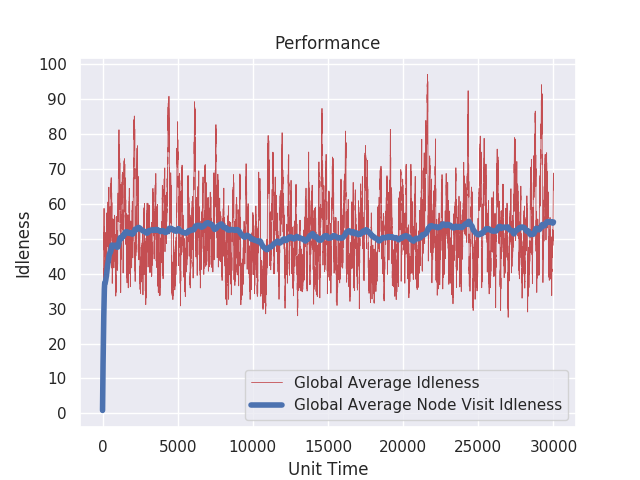 Performance
100
90
80
70
60
50
40
30
20
10
0
Idleness
Global Average Idleness
Global Average Node Visit Idleness
0 5000 10000 15000 20000 25000 30000
Unit Time